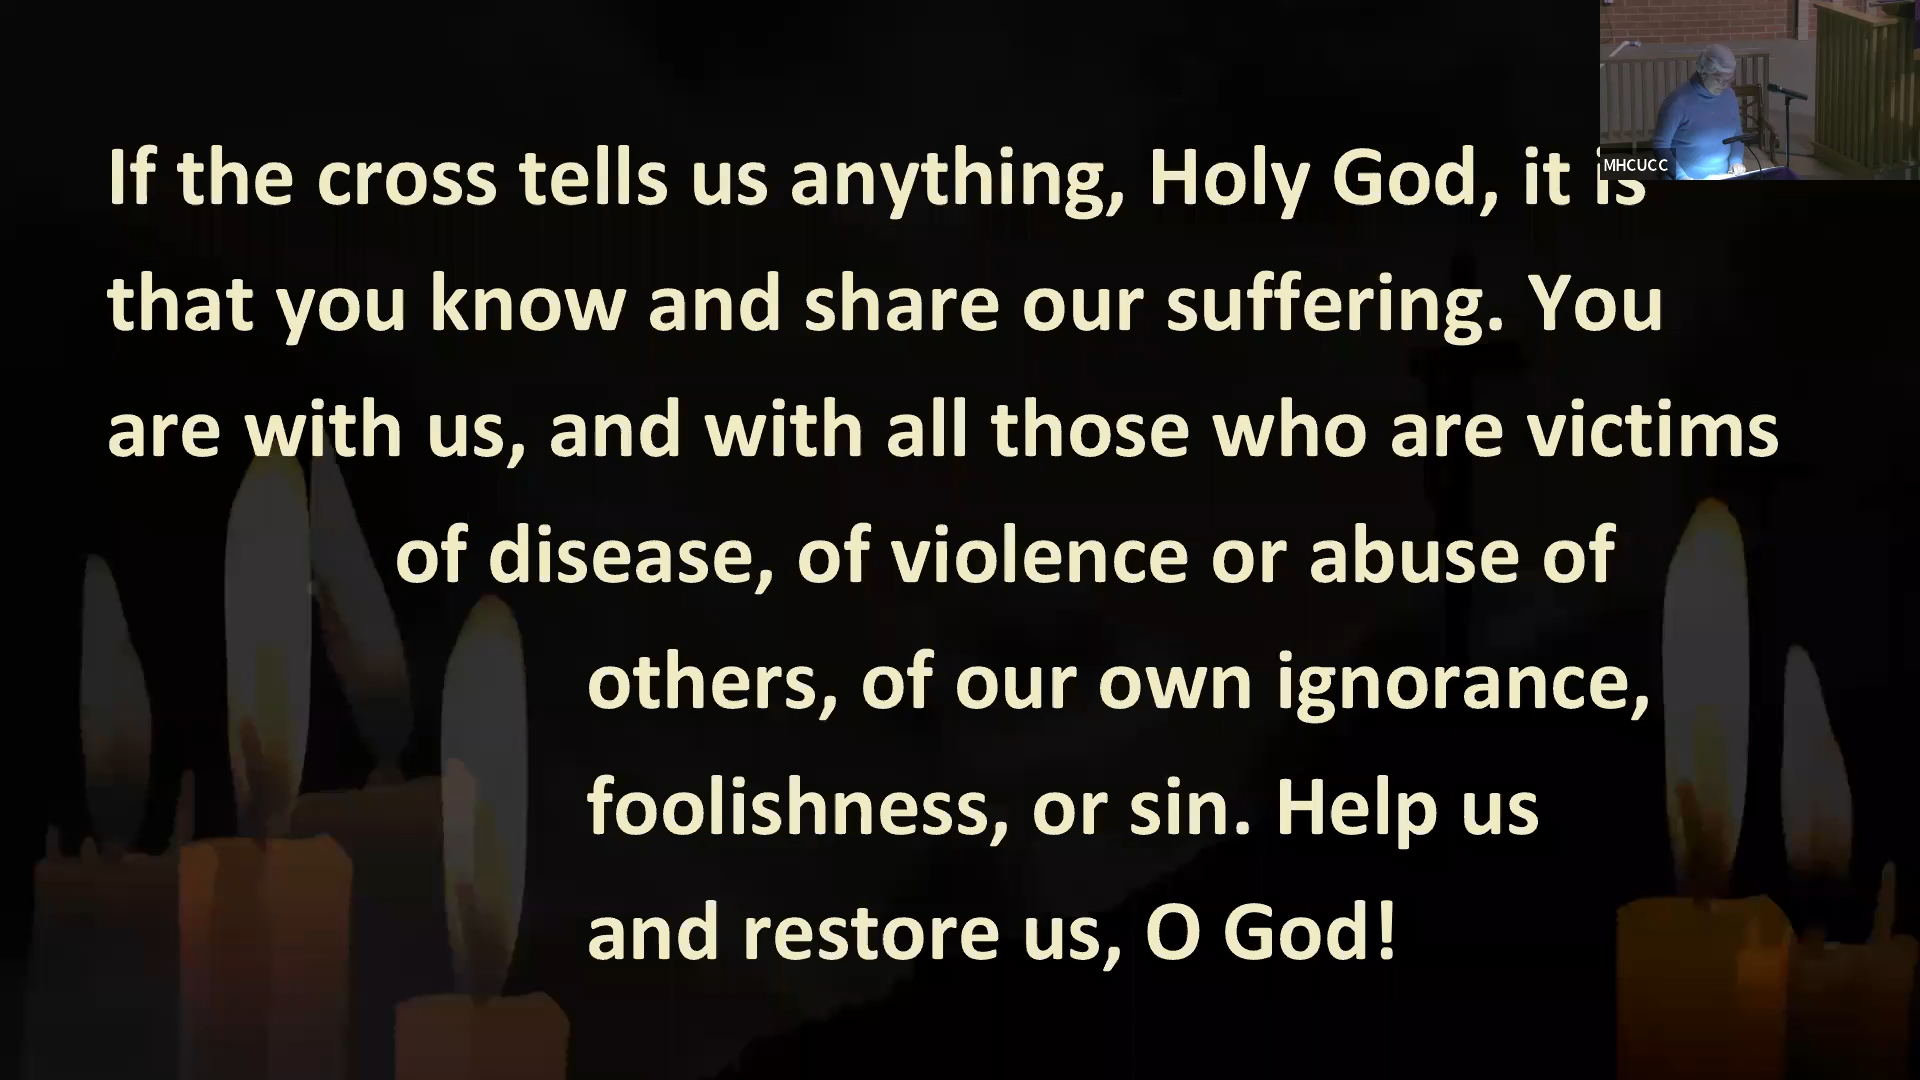 If the cross tells us anything, Holy God, it is
that you know and share our suffering. You
are with us, and with all those who are victims
of disease, of violence or abuse of
others, of our own ignorance,
foolishness, or sin. Help us
and restore us, O God!
MHCUCC